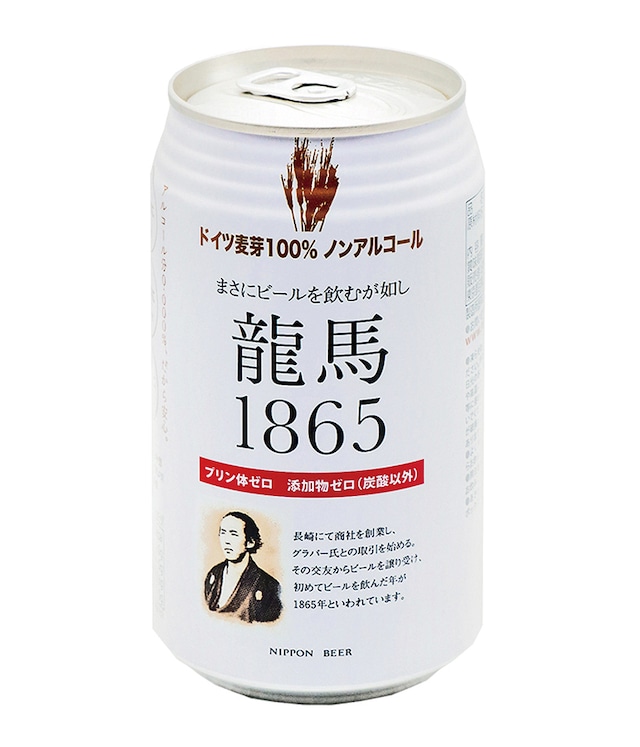 ドイツ麦芽100% ノンアルコール
まさにビールを飲むが如し
龍馬
1865
プリン体ゼロ 添加物ゼロ(炭酸以外)
長崎にて商社を創業し、
グラバー氏との取引を始める。
その交友からビールを譲り受け、
初めてビールを飲んだ年が
1865年といわれています。
NIPPON BEER